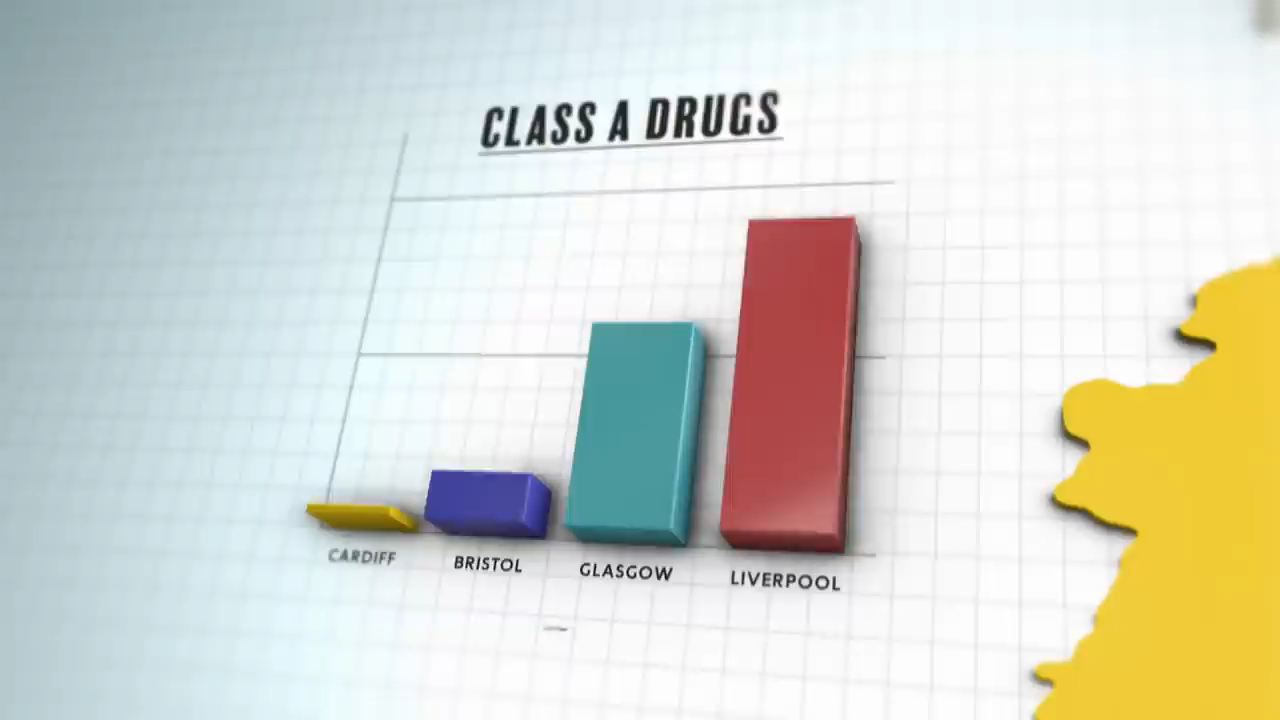 CLASS A DRUGS
CARDIFF
BRISTOL
GLASGOW
LIVERPOOL